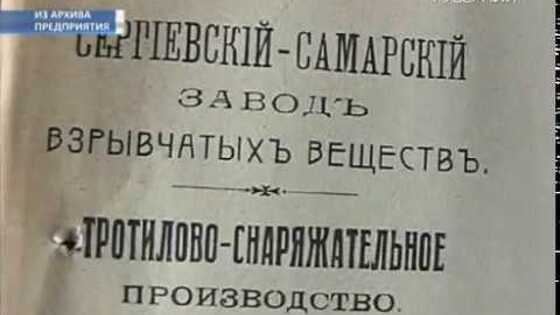 ИЗ АРХИВА
ПРЕДПРИЯТИЯ
СЕРГІЕВСКІЙ-САМАРСКІЙ
ЗАВОДЪ
ВЗРЫВЧАТЫХЪ ВЕЩЕСТВЪ.
ТРОТИЛОВО-СНАРЯЖАТЕЛЬНОЕ
ПРОИЗВОДСТВО.